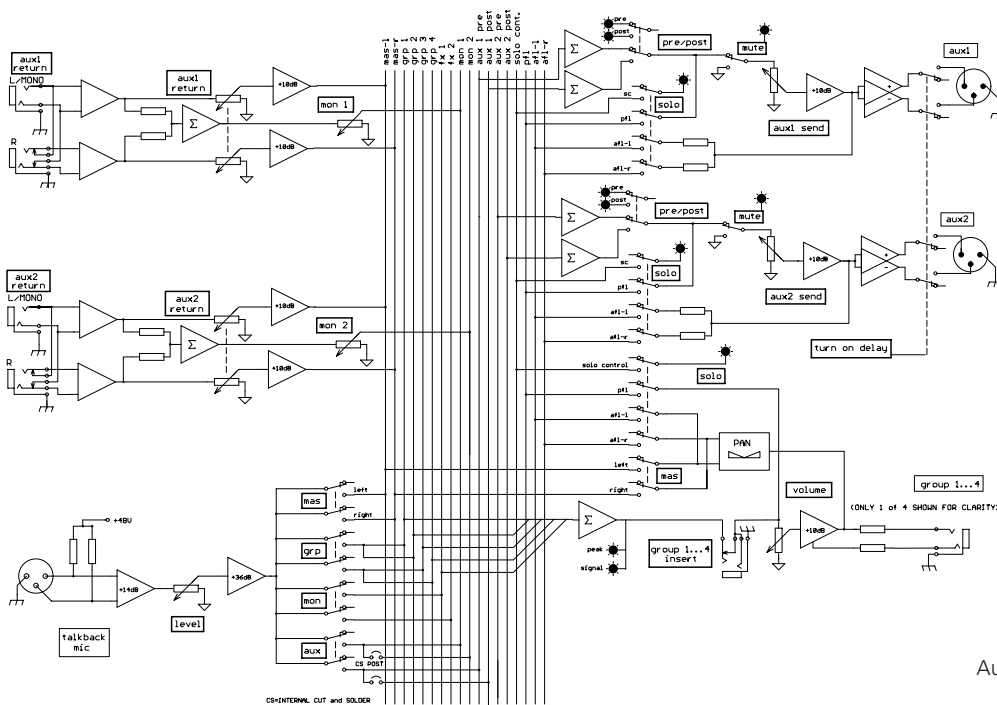 aux1
return
L/MONO
R
aux1
return
Σ
+10dB
+10dB
mon 1
mas-l
mas-r
grp 1
grp 2
grp 3
grp 4
fx 1
fx 2
mon 1
mon 2
aux 1 pre
aux 1 post
aux 2 pre
aux 2 post
solo cont.
pfl
afl-l
afl-r
Σ
Σ
pre
post
pre/post
mute
sc
solo
pfl
afl-l
afl-r
aux1 send
+10dB
+
-
aux1
Σ
Σ
pre
post
pre/post
mute
sc
solo
pfl
afl-l
afl-r
aux2 send
+10dB
+
-
aux2
turn on delay
aux2
return
L/MONO
R
aux2
return
Σ
+10dB
+10dB
mon 2
solo control
solo
pfl
afl-l
afl-r
left
mas
right
PAN
volume
group 1...4
(ONLY 1 of 4 SHOWN FOR CLARITY)
Σ
peak
signal
group 1...4
insert
+10dB
+48V
+14dB
level
+36dB
talkback
mic
mas
left
right
grp
mon
aux
CS POST
CS=INTERNAL CUT and SOLDER
Au